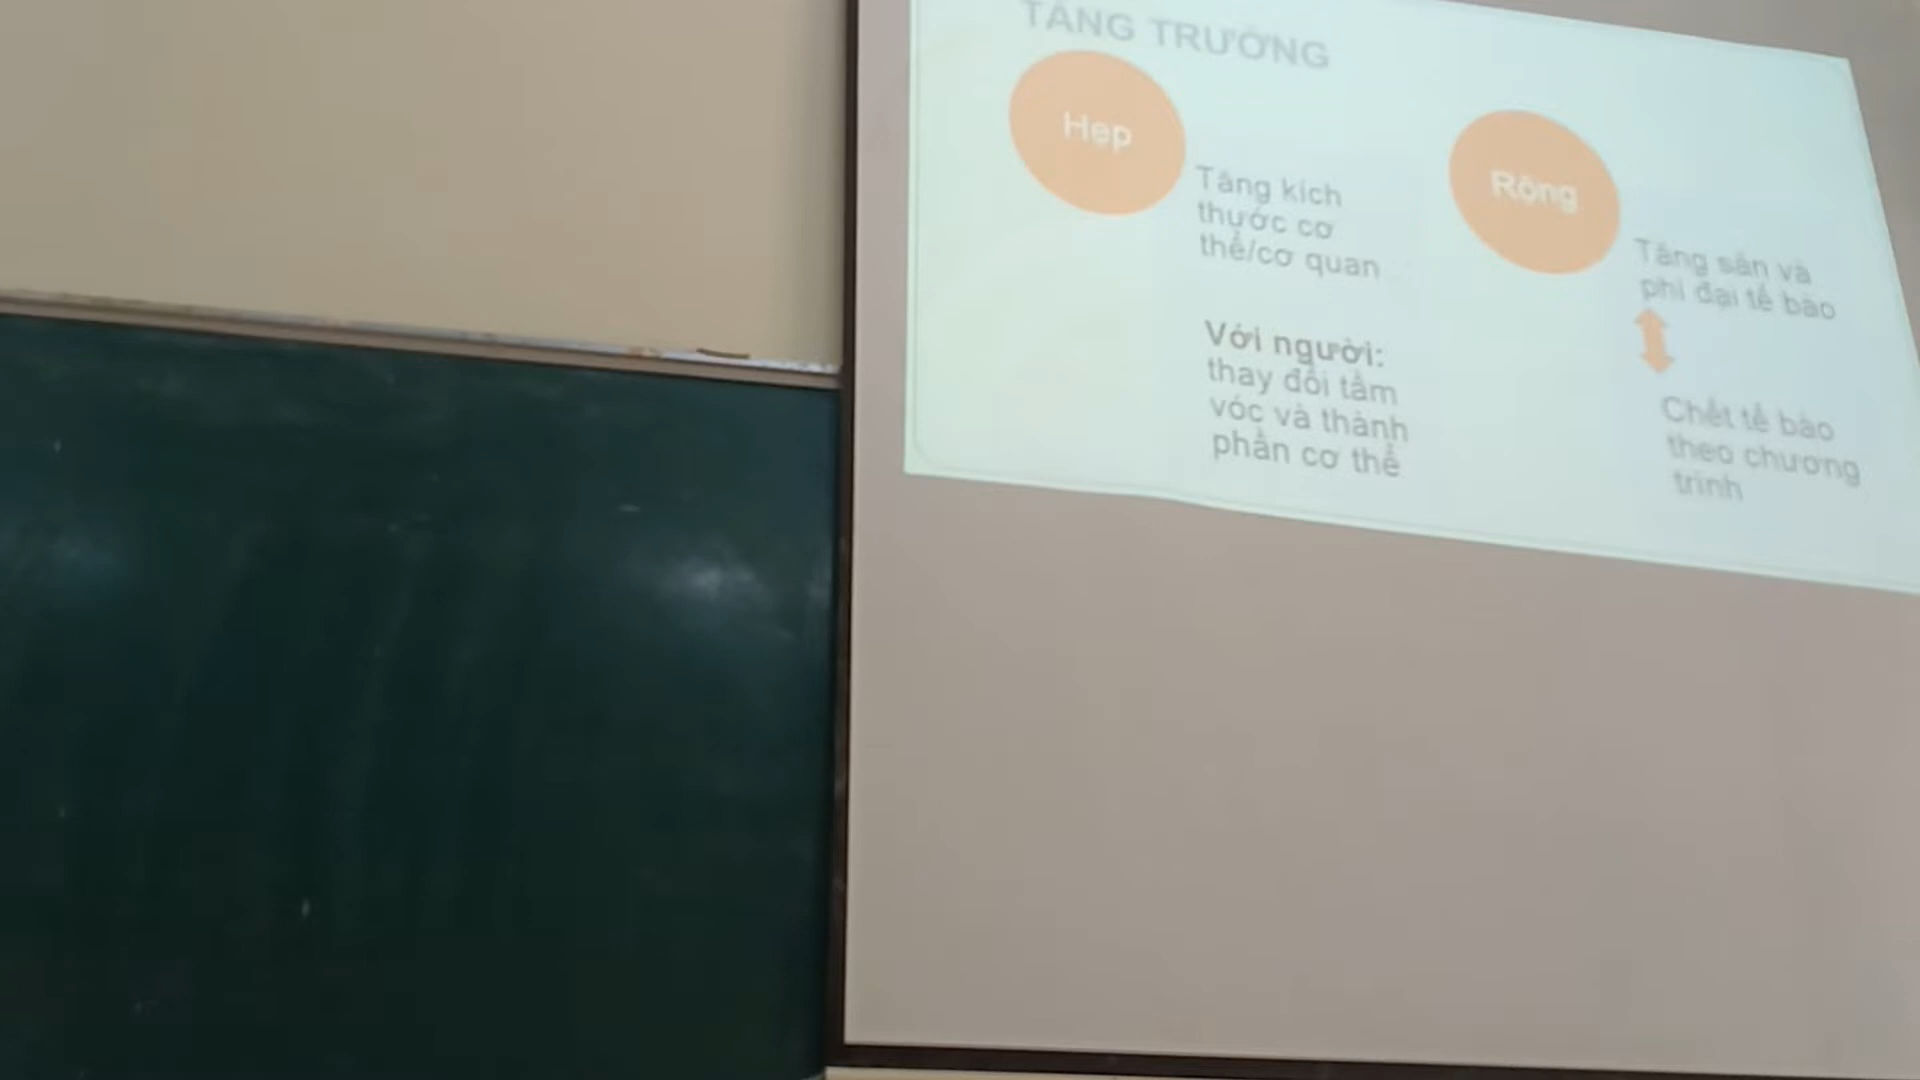 TĂNG TRƯỞNG
Hẹp
Tăng kích
thước cơ
thể/cơ quan
Với người:
thay đổi tầm
vóc và thành
phần cơ thể
Rộng
Tăng sản và
phì đại tế bào
Chết tế bào
theo chương
trình